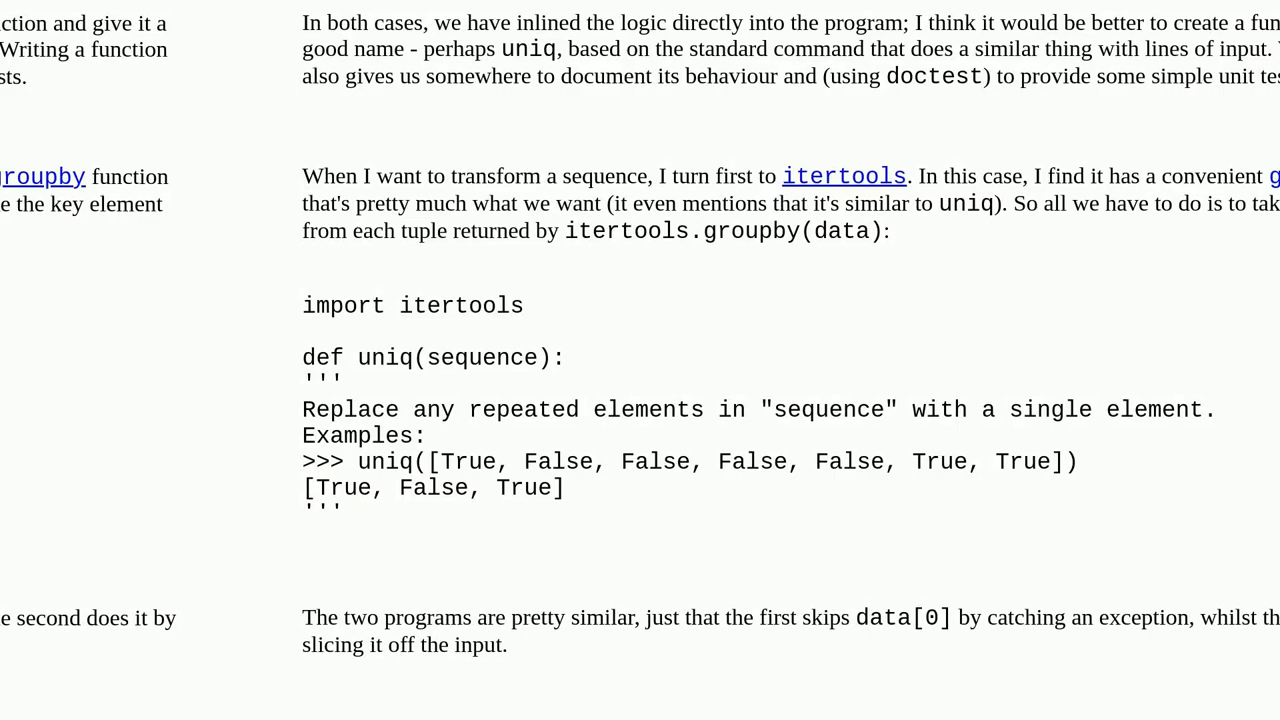 ction and give it a
Writing a function
sts.
In both cases, we have inlined the logic directly into the program; I think it would be better to create a fun
good name - perhaps uniq, based on the standard command that does a similar thing with lines of input.
also gives us somewhere to document its behaviour and (using doctest) to provide some simple unit tes
groupby function
e the key element
When I want to transform a sequence, I turn first to itertools. In this case, I find it has a convenient g
that's pretty much what we want (it even mentions that it's similar to uniq). So all we have to do is to tak
from each tuple returned by itertools.groupby(data):
import itertools
def uniq(sequence):
'''
Replace any repeated elements in "sequence" with a single element.
Examples:
>>> uniq([True, False, False, False, False, True, True])
[True, False, True]
'''
e second does it by
The two programs are pretty similar, just that the first skips data[0] by catching an exception, whilst th
slicing it off the input.